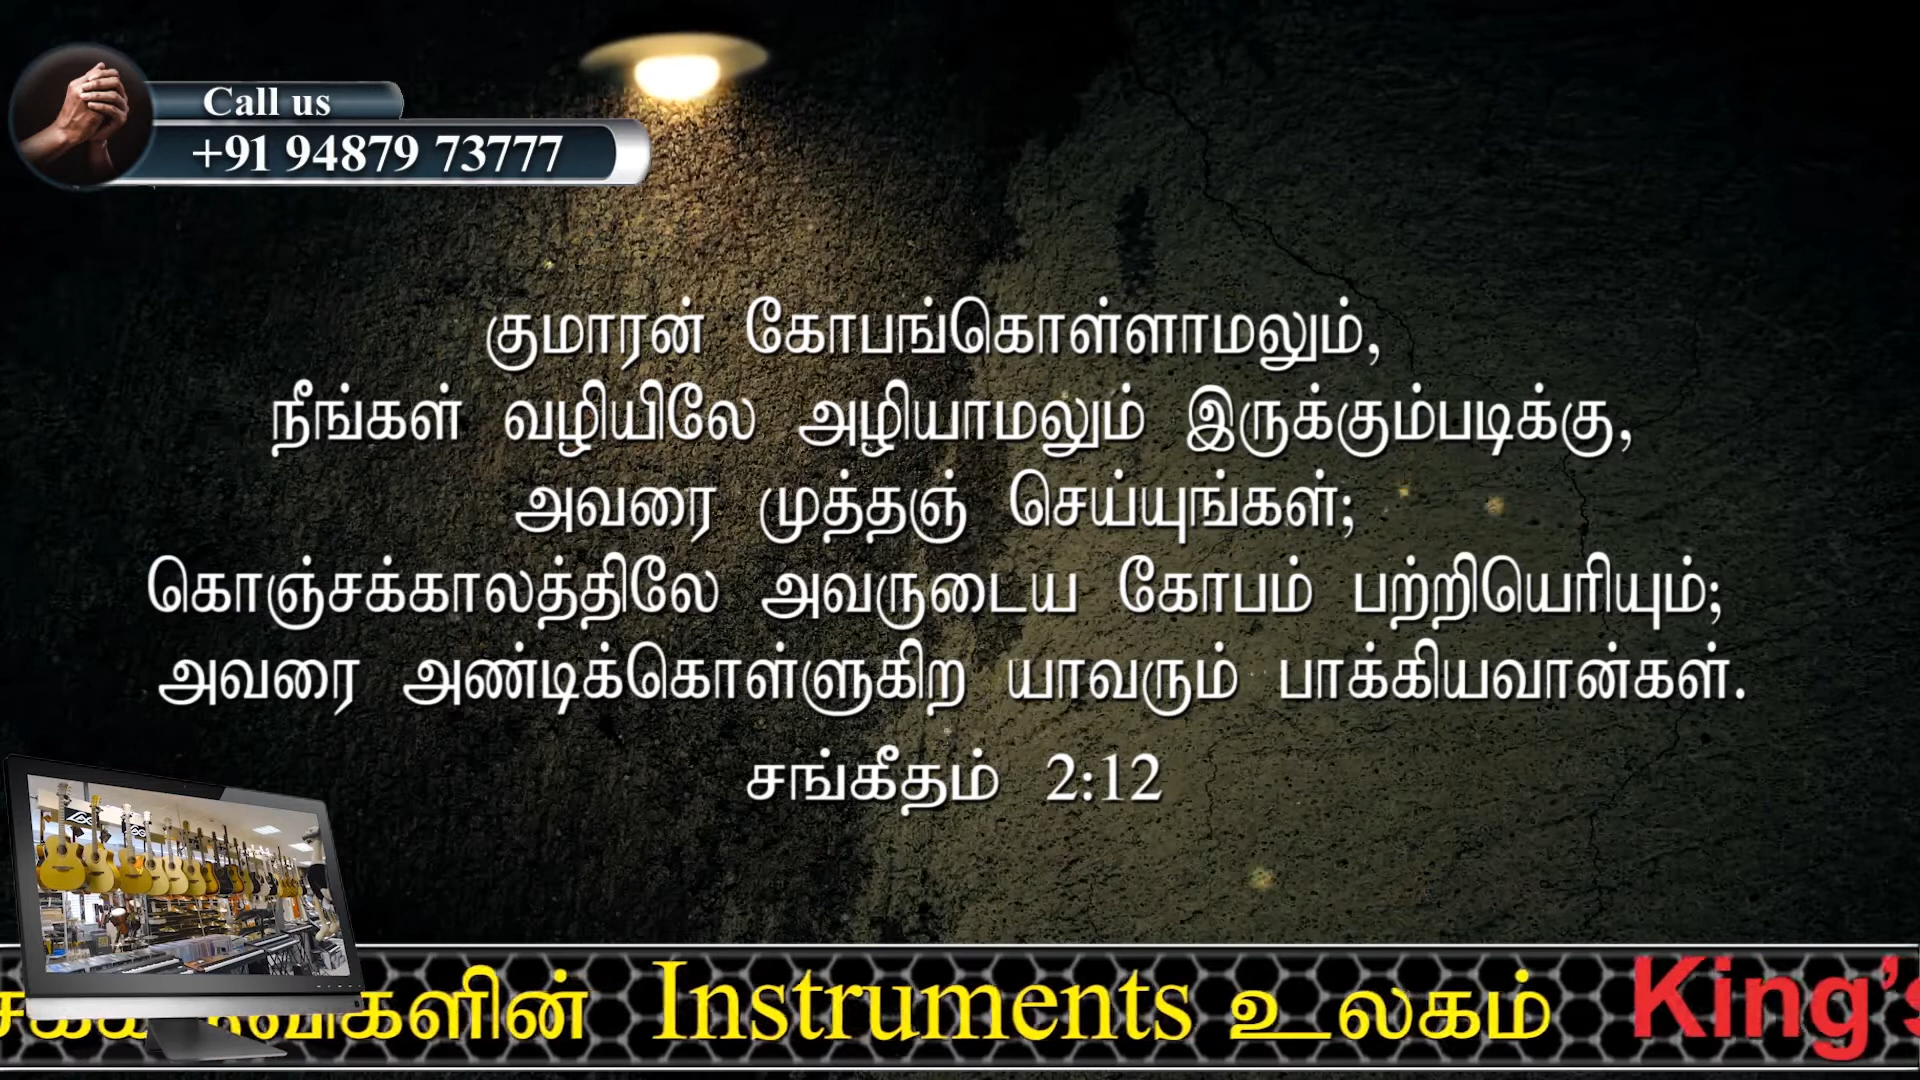 Call us
+91 94879 73777
குமாரன் கோபங்கொள்ளாமலும்,
நீங்கள் வழியிலே அழியாமலும் இருக்கும்படிக்கு,
அவரை முத்தஞ் செய்யுங்கள்;
கொஞ்சக்காலத்திலே அவருடைய கோபம் பற்றியெரியும்;
அவரை அண்டிக்கொள்ளுகிற யாவரும் பாக்கியவான்கள்.
சங்கீதம் 2:12
Instruments உலகம் King's